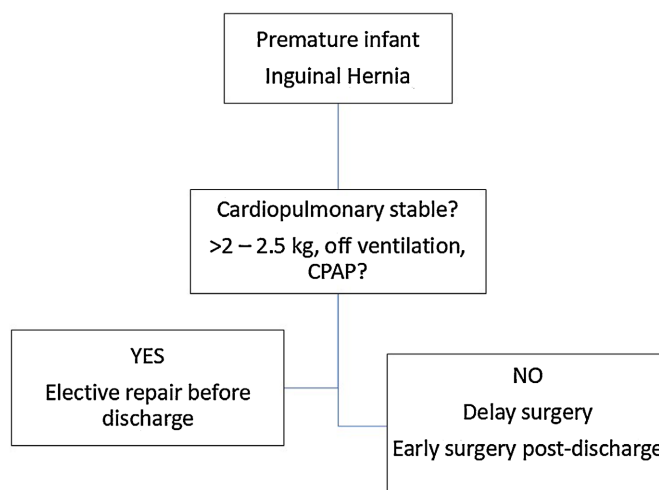 Premature infant
Inguinal Hernia
Cardiopulmonary stable?
>2 – 2.5 kg, off ventilation,
CPAP?
YES
Elective repair before
discharge
NO
Delay surgery
Early surgery post-discharge